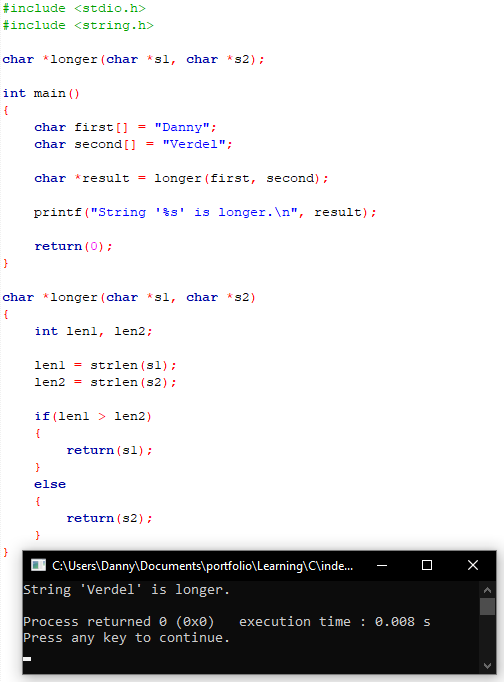 #include <stdio.h>
#include <string.h>

char *longer(char *s1, char *s2);

int main()
{
    char first[] = "Danny";
    char second[] = "Verdel";

    char *result = longer(first, second);

    printf("String '%s' is longer.\n", result);

    return(0);
}

char *longer(char *s1, char *s2)
{
    int len1, len2;

    len1 = strlen(s1);
    len2 = strlen(s2);

    if(len1 > len2)
    {
        return(s1);
    }
    else
    {
        return(s2);
    }
}
C:\Users\Danny\Documents\portfolio\Learning\C\inde...
String 'Verdel' is longer.

Process returned 0 (0x0)   execution time : 0.008 s
Press any key to continue.